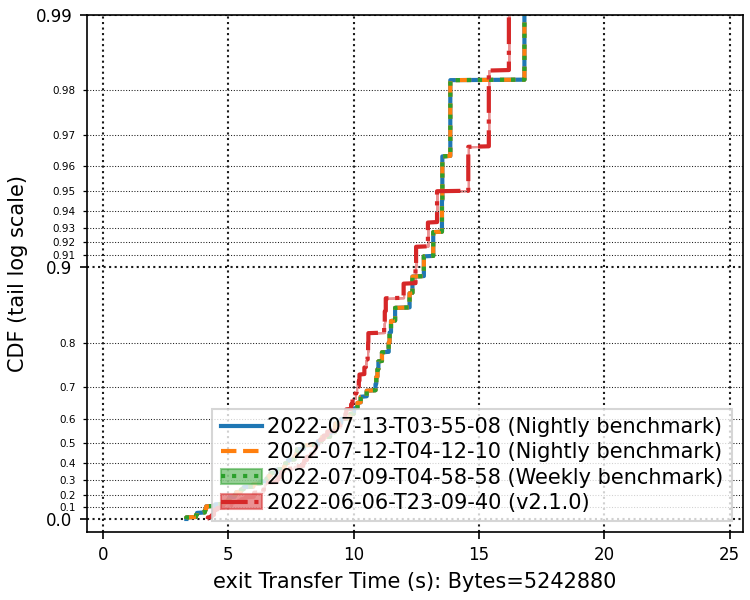 0.99
0.98
0.97
0.96
0.95
0.94
0.93
0.92
0.91
0.9
0.8
0.7
0.6
0.5
0.4
0.3
0.2
0.1
0.0
CDF (tail log scale)
2022-07-13-T03-55-08 (Nightly benchmark)
2022-07-12-T04-12-10 (Nightly benchmark)
2022-07-09-T04-58-58 (Weekly benchmark)
2022-06-06-T23-09-40 (v2.1.0)
0 5 10 15 20 25
exit Transfer Time (s): Bytes=5242880